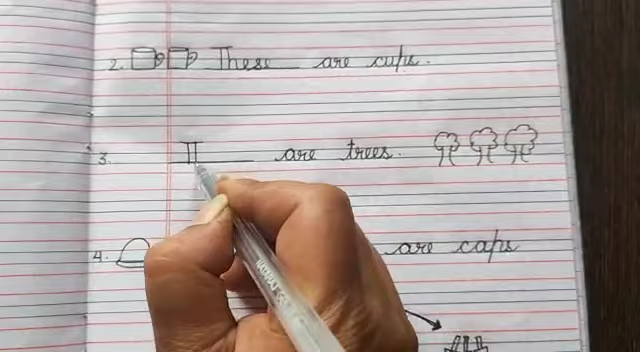 2. These are cups.
3. T are trees.
4. are caps